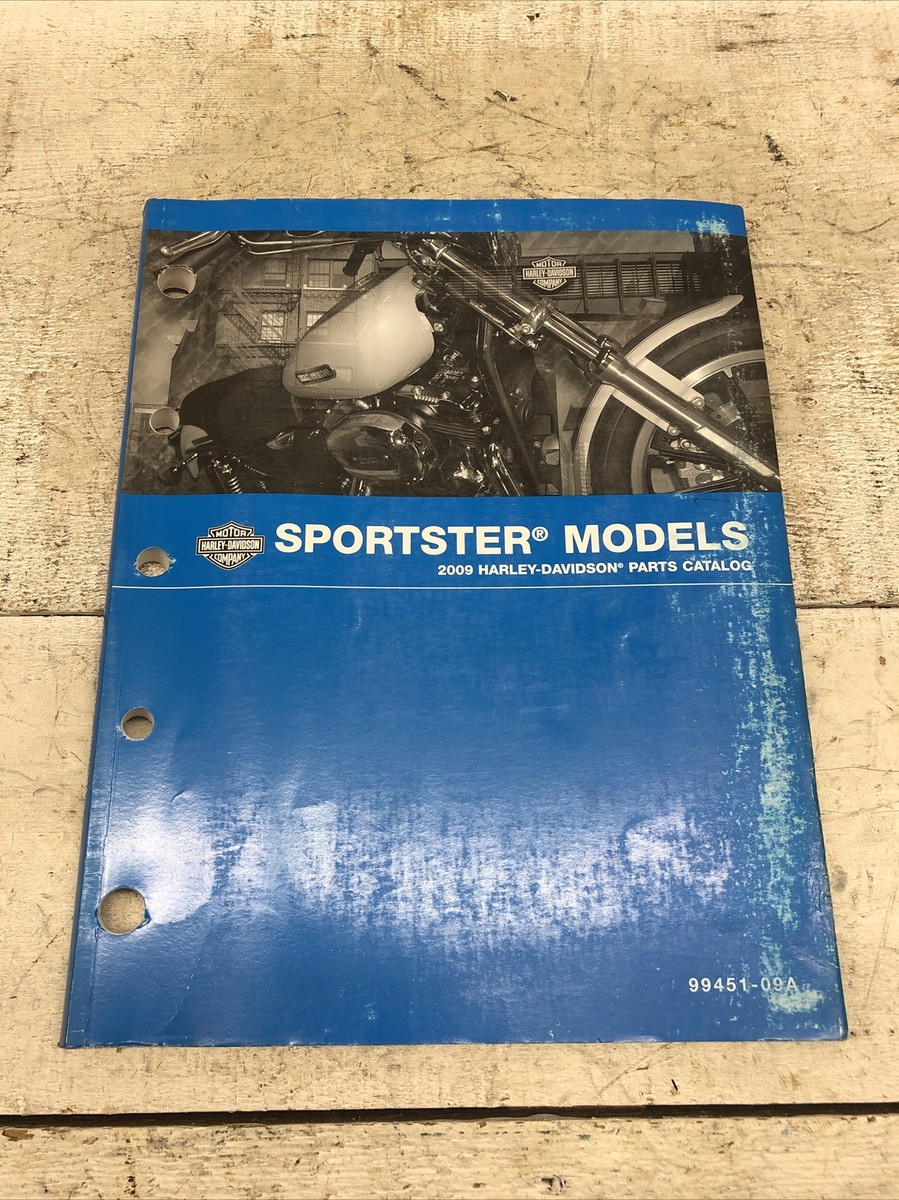 MOTOR
HARLEY-DAVIDSON
COMPANY
MOTOR
HARLEY-DAVIDSON
COMPANY
SPORTSTER® MODELS
2009 HARLEY-DAVIDSON® PARTS CATALOG
99451-09A